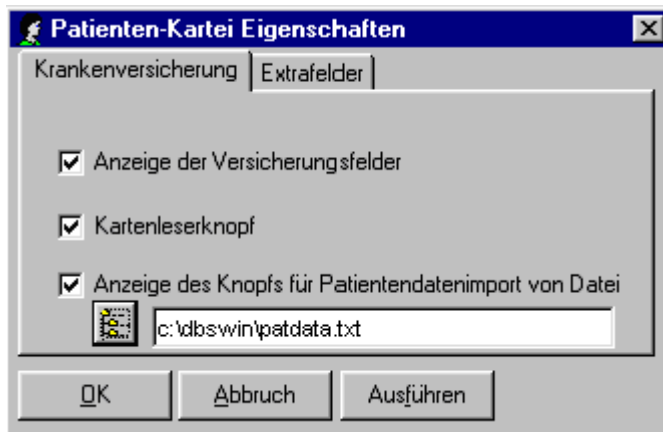 Patienten-Kartei Eigenschaften
Krankenversicherung Extrafelder
Anzeige der Versicherungsfelder
Kartenleserknopf
Anzeige des Knopfs für Patientendatenimport von Datei
c:\dbswin\patdata.txt
OK Abbruch Ausführen